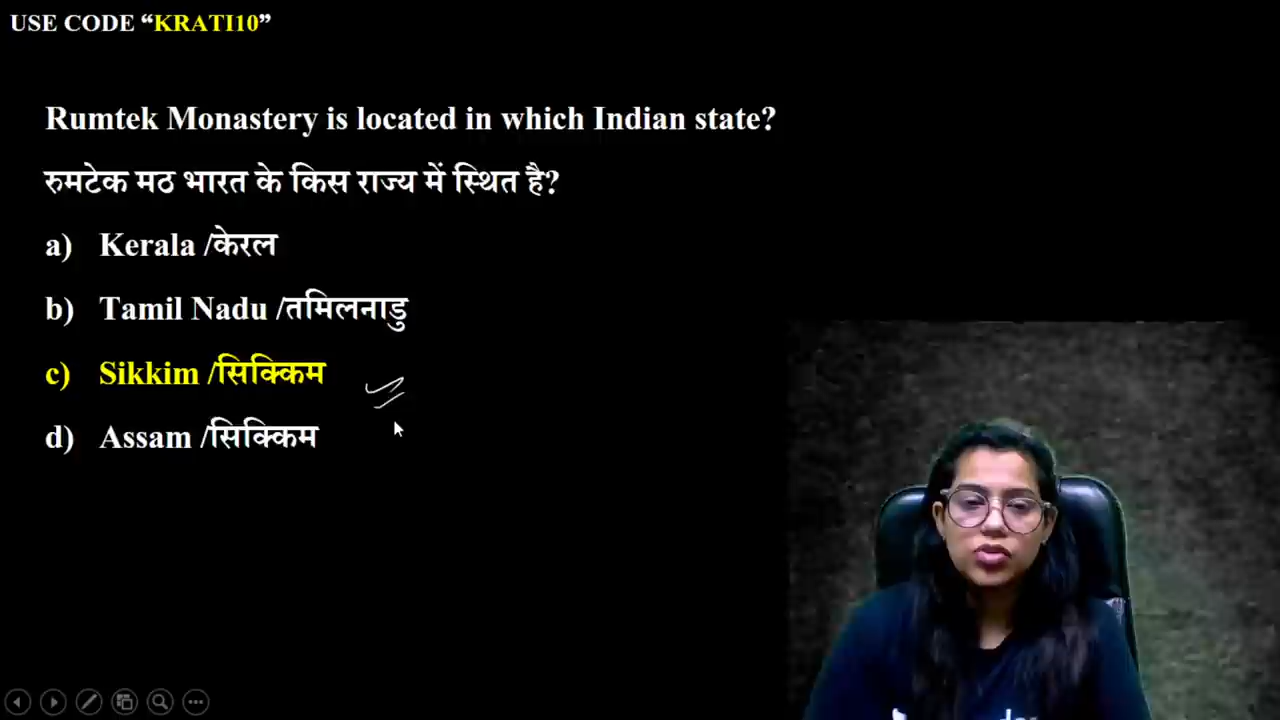 USE CODE “KRATI10”
Rumtek Monastery is located in which Indian state?
रुमटेक मठ भारत के किस राज्य में स्थित है?
a) Kerala /केरल
b) Tamil Nadu /तमिलनाडु
c) Sikkim /सिक्किम
d) Assam /सिक्किम